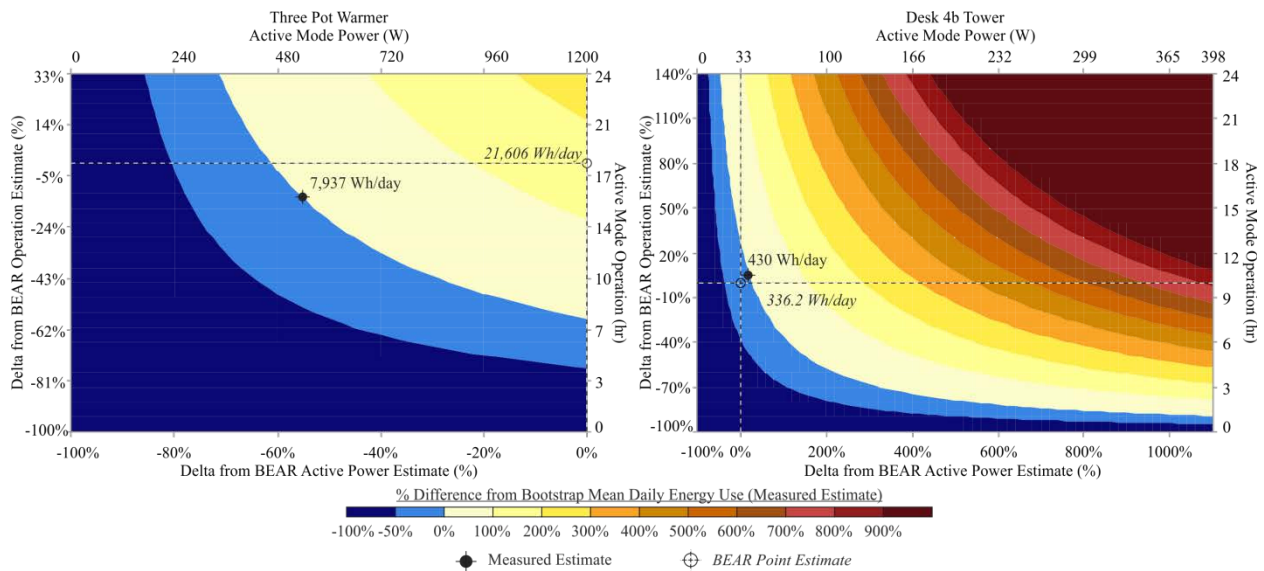 Three Pot Warmer
Active Mode Power (W)
0 240 480 720 960 1200
33% 24
14% 21
-5% 17
-24% 14
-43% 10
-62% 7
-81% 3
-100% 0
Delta from BEAR Operation Estimate (%)
Active Mode Operation (hr)
21,606 Wh/day
7,937 Wh/day
-100% -80% -60% -40% -20% 0%
Delta from BEAR Active Power Estimate (%)
Desk 4b Tower
Active Mode Power (W)
0 33 100 166 232 299 365 398
140% 24
110% 21
80% 18
50% 15
20% 12
-10% 9
-40% 6
-70% 3
-100% 0
Delta from BEAR Operation Estimate (%)
Active Mode Operation (hr)
430 Wh/day
336.2 Wh/day
-100% 0% 200% 400% 600% 800% 1000%
Delta from BEAR Active Power Estimate (%)
% Difference from Bootstrap Mean Daily Energy Use (Measured Estimate)
-100% -50% 0% 100% 200% 300% 400% 500% 600% 700% 800% 900%
Measured Estimate
BEAR Point Estimate